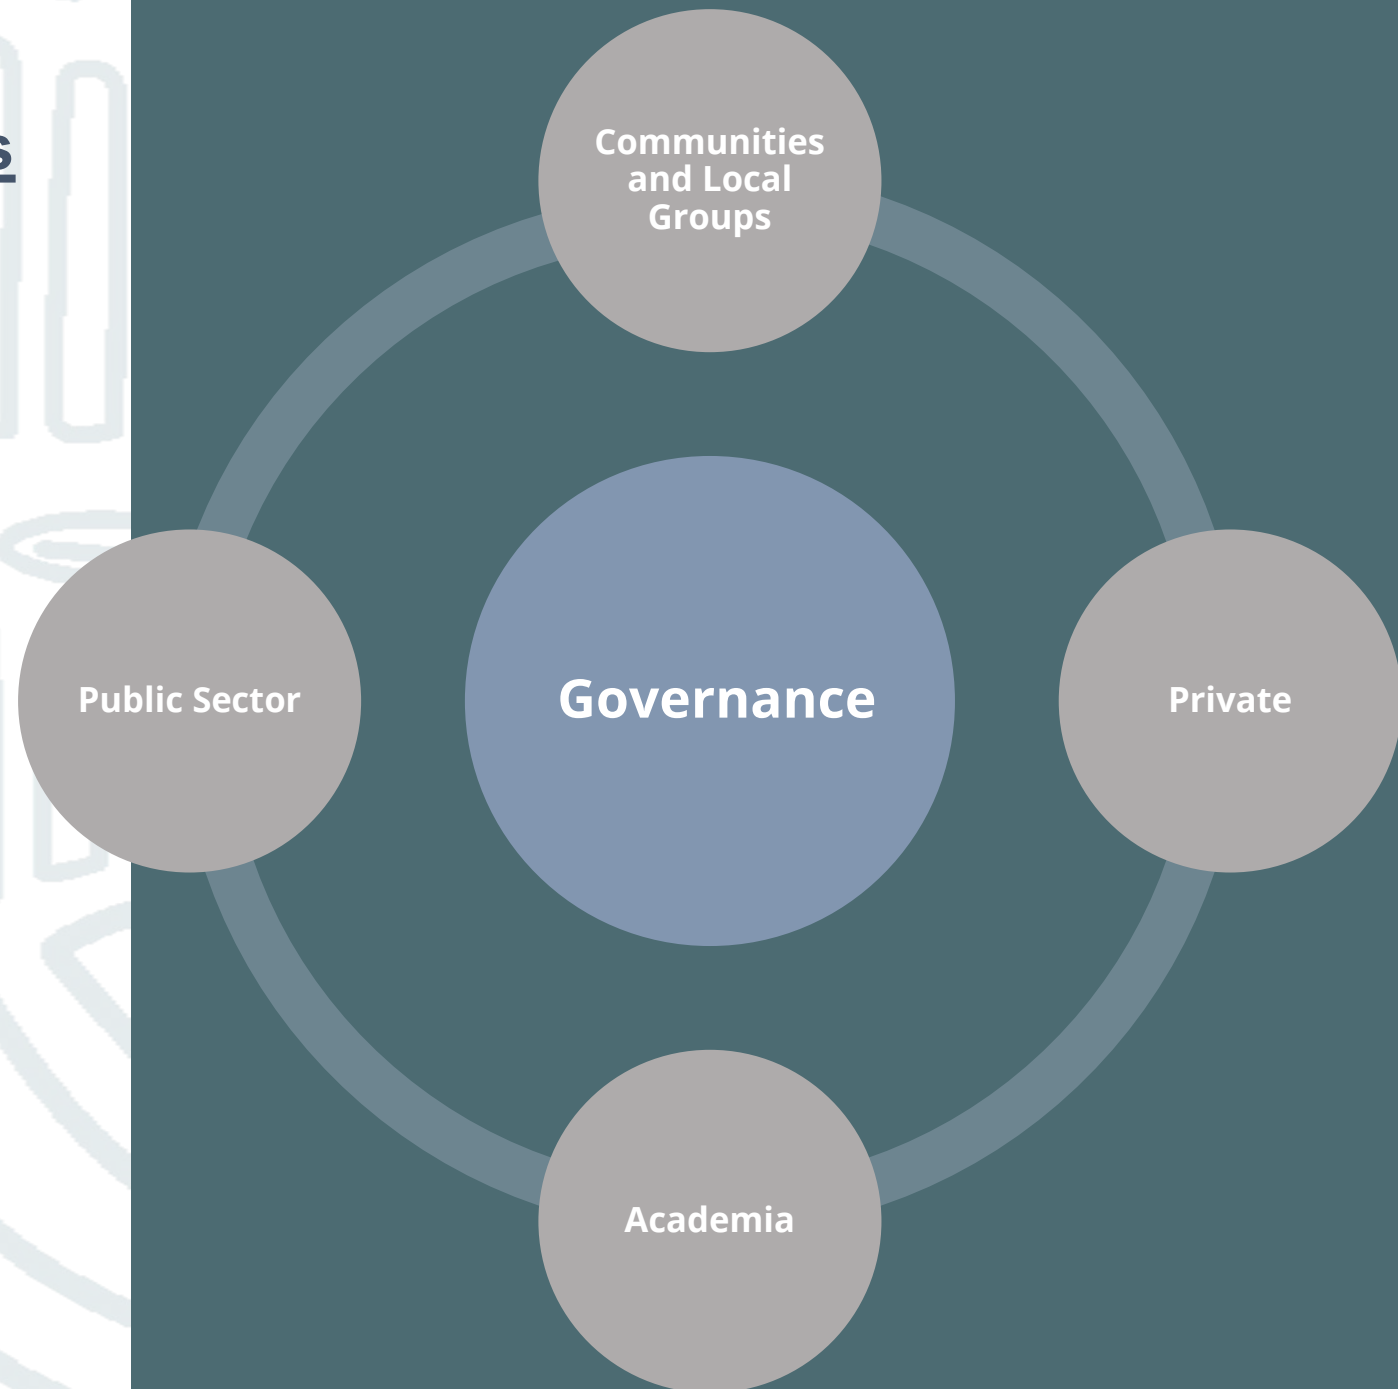 s
Communities
and Local
Groups
Public Sector
Governance
Private
Academia